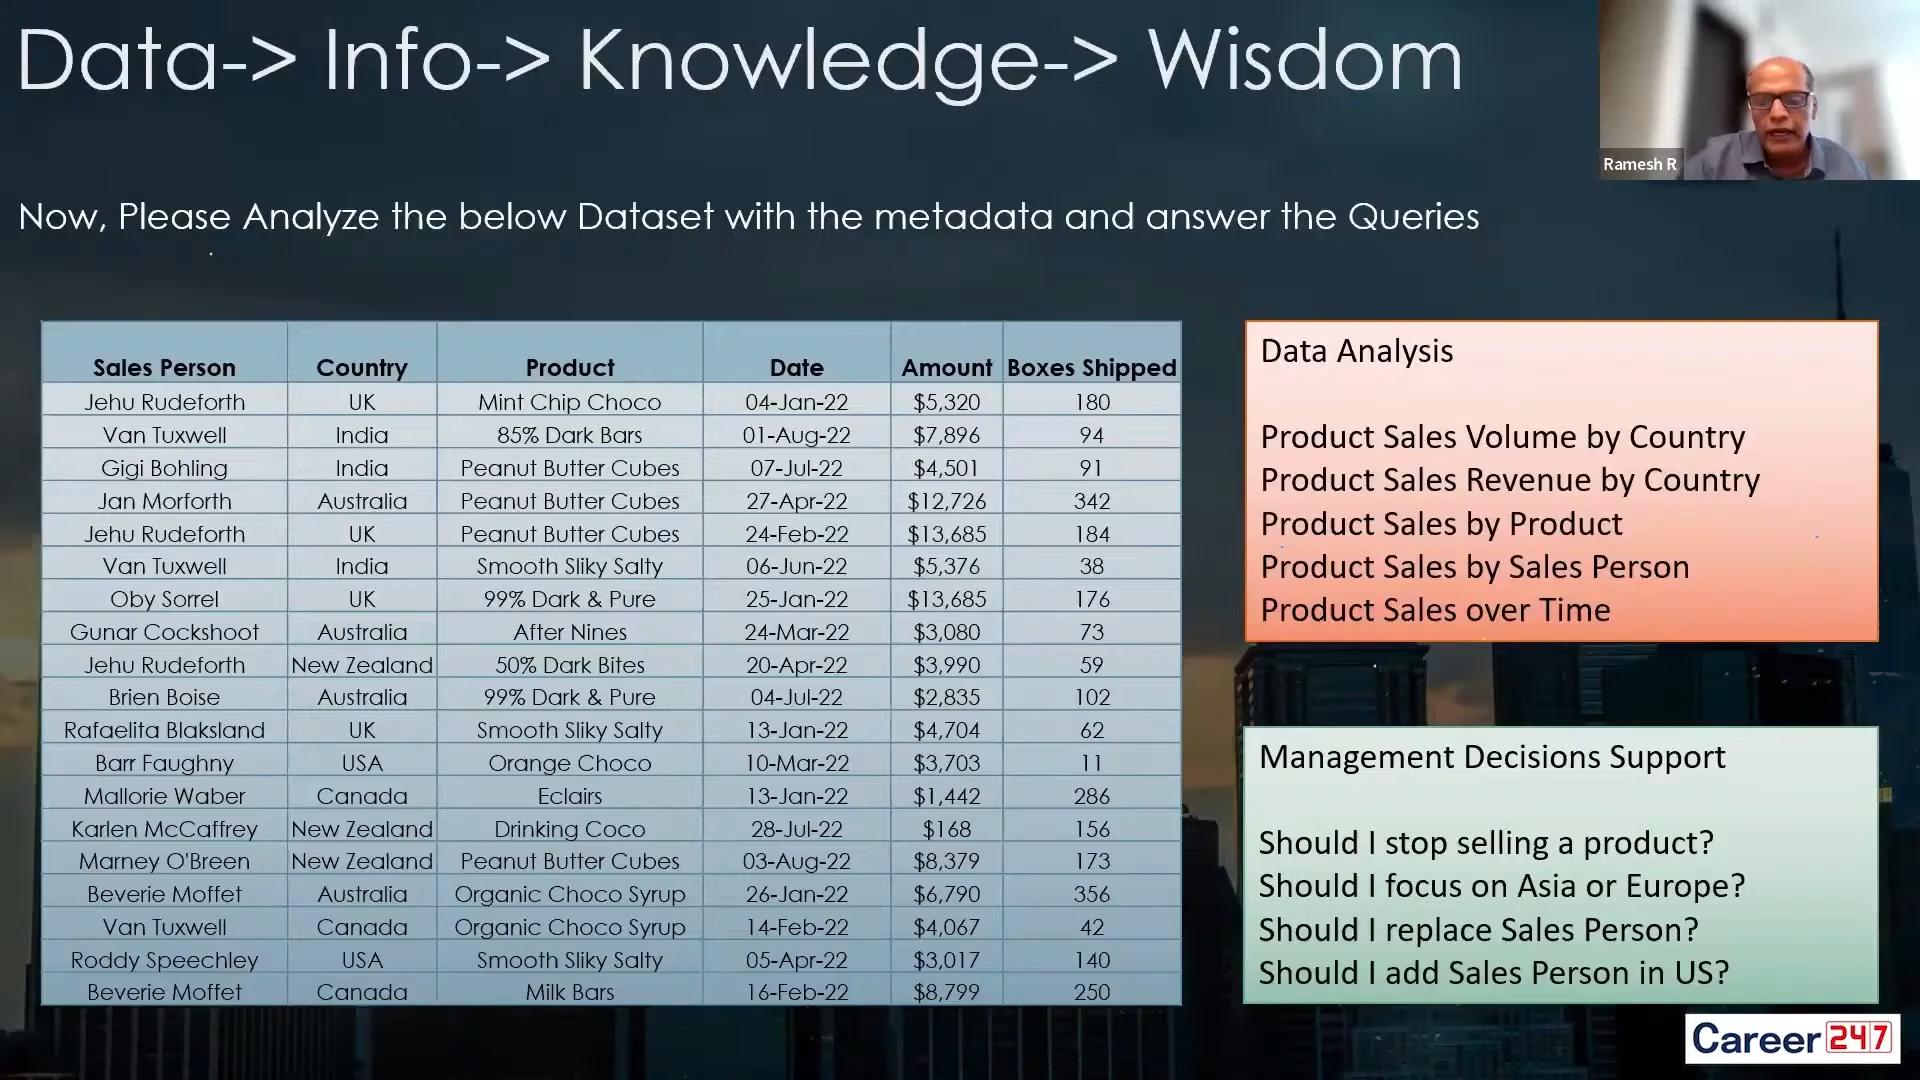 Data-> Info-> Knowledge-> Wisdom
Ramesh R
Now, Please Analyze the below Dataset with the metadata and answer the Queries
Sales Person Country Product Date Amount Boxes Shipped
Jehu Rudeforth UK Mint Chip Choco 04-Jan-22 $5,320 180
Van Tuxwell India 85% Dark Bars 01-Aug-22 $7,896 94
Gigi Bohling India Peanut Butter Cubes 07-Jul-22 $4,501 91
Jan Morforth Australia Peanut Butter Cubes 27-Apr-22 $12,726 342
Jehu Rudeforth UK Peanut Butter Cubes 24-Feb-22 $13,685 184
Van Tuxwell India Smooth Sliky Salty 06-Jun-22 $5,376 38
Oby Sorrel UK 99% Dark & Pure 25-Jan-22 $13,685 176
Gunar Cockshoot Australia After Nines 24-Mar-22 $3,080 73
Jehu Rudeforth New Zealand 50% Dark Bites 20-Apr-22 $3,990 59
Brien Boise Australia 99% Dark & Pure 04-Jul-22 $2,835 102
Rafaelita Blaksland UK Smooth Sliky Salty 13-Jan-22 $4,704 62
Barr Faughny USA Orange Choco 10-Mar-22 $3,703 11
Mallorie Waber Canada Eclairs 13-Jan-22 $1,442 286
Karlen McCaffrey New Zealand Drinking Coco 28-Jul-22 $168 156
Marney O'Breen New Zealand Peanut Butter Cubes 03-Aug-22 $8,379 173
Beverie Moffet Australia Organic Choco Syrup 26-Jan-22 $6,790 356
Van Tuxwell Canada Organic Choco Syrup 14-Feb-22 $4,067 42
Roddy Speechley USA Smooth Sliky Salty 05-Apr-22 $3,017 140
Beverie Moffet Canada Milk Bars 16-Feb-22 $8,799 250
Data Analysis
Product Sales Volume by Country
Product Sales Revenue by Country
Product Sales by Product
Product Sales by Sales Person
Product Sales over Time
Management Decisions Support
Should I stop selling a product?
Should I focus on Asia or Europe?
Should I replace Sales Person?
Should I add Sales Person in US?
Career 247